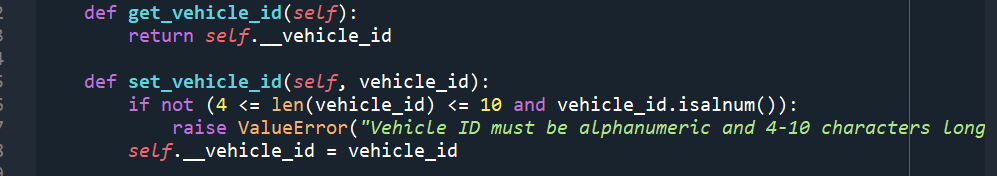 def get_vehicle_id(self):
return self.__vehicle_id
def set_vehicle_id(self, vehicle_id):
if not (4 <= len(vehicle_id) <= 10 and vehicle_id.isalnum()):
raise ValueError("Vehicle ID must be alphanumeric and 4-10 characters long
self.__vehicle_id = vehicle_id